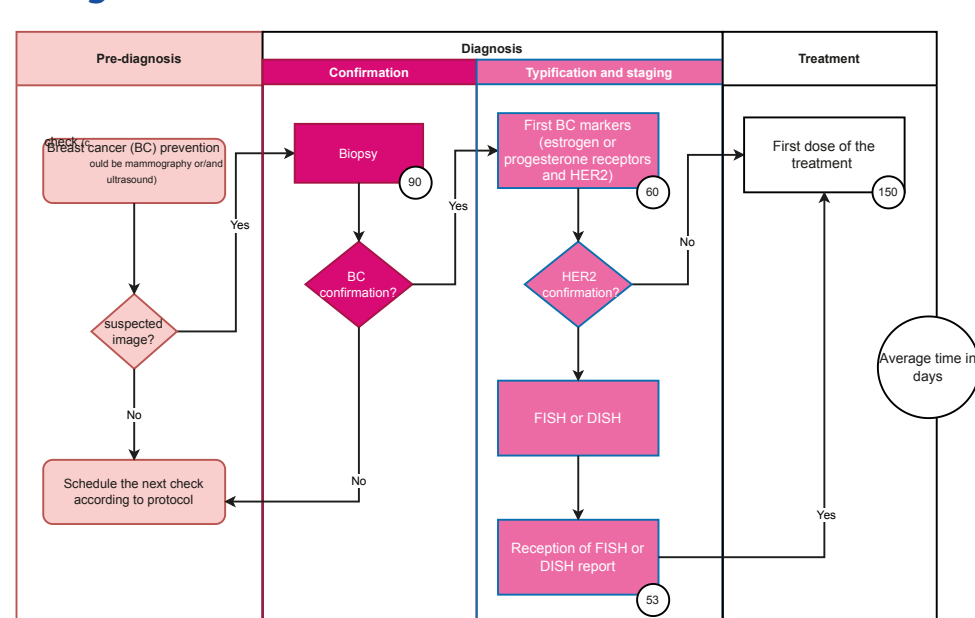 Pre-diagnosis
Diagnosis
Treatment
Confirmation
Typification and staging
check (c
Breast cancer (BC) prevention
ould be mammography or/and
ultrasound)
Yes
suspected
image?
No
Schedule the next check
according to protocol
Biopsy
90
BC
confirmation?
Yes
No
First BC markers
(estrogen or
progesterone receptors
and HER2)
60
HER2
confirmation?
No
FISH or DISH
Reception of FISH or
DISH report
53
Yes
First dose of the
treatment
150
Average time in
days